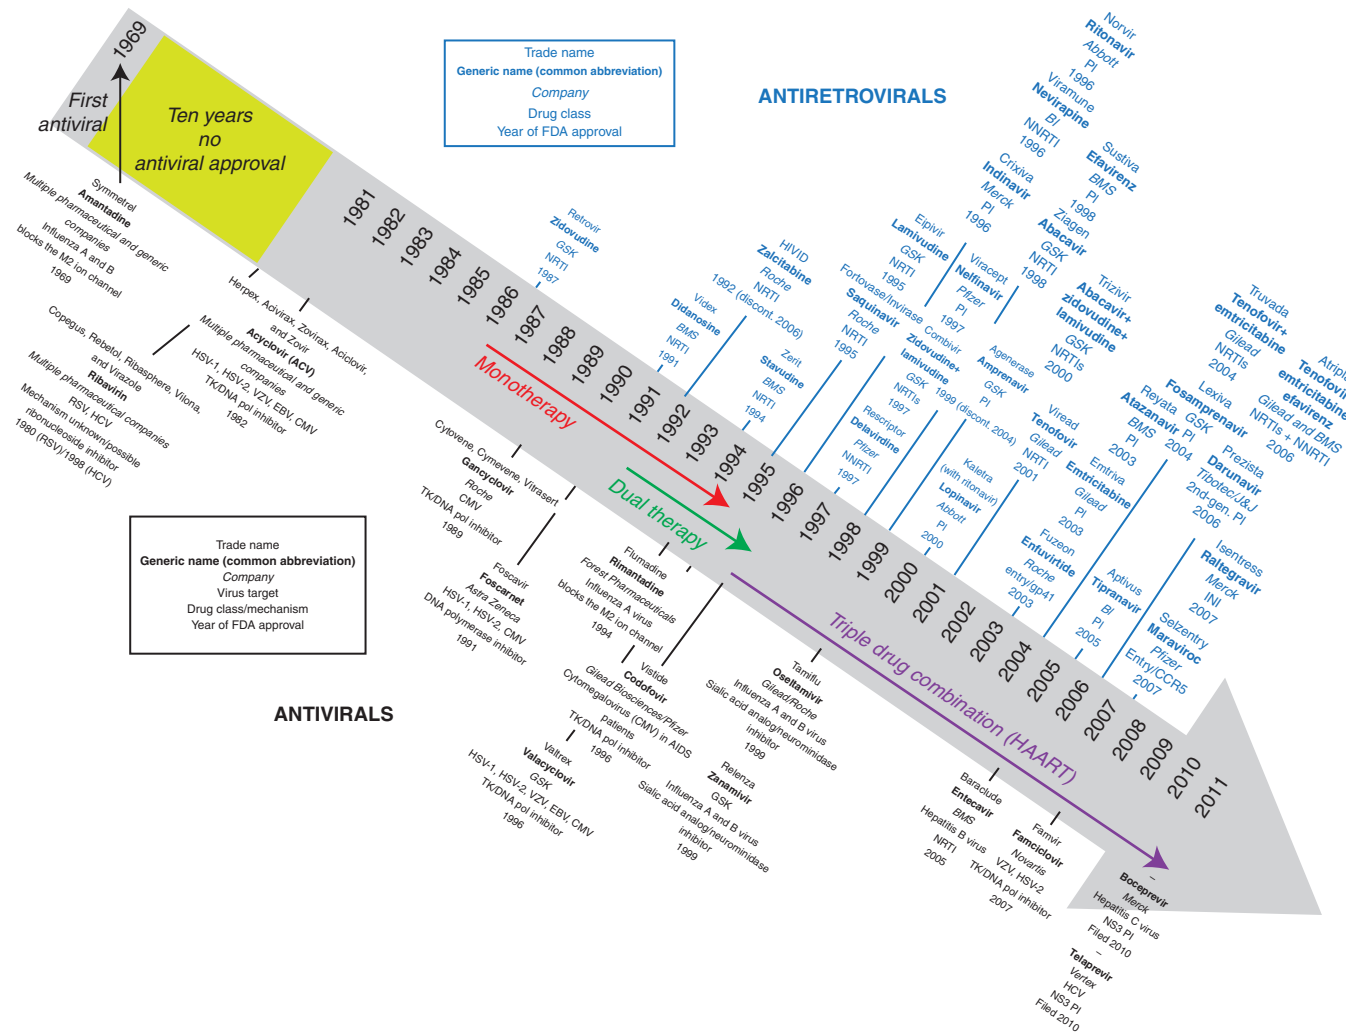 1969
First
antiviral
Ten years
no
antiviral approval
Trade name
Generic name (common abbreviation)
Company
Drug class
Year of FDA approval
ANTIRETROVIRALS
1981
1982
1983
1984
1985
1986
1987
1988
1989
1990
1991
1992
1993
1994
1995
1996
1997
1998
1999
2000
2001
2002
2003
2004
2005
2006
2007
2008
2009
2010
2011
Monotherapy
Dual therapy
Triple drug combination (HAART)
Retrovir
Zidovudine
GSK
NRTI
1987
Videx
Didanosine
BMS
NRTI
1991
HIVID
Zalcitabine
Roche
NRTI
1992 (discont. 2006)
Zerit
Stavudine
BMS
NRTI
1994
Eipivir
Lamivudine
GSK
NRTI
1995
Fortovase/Invirise
Saquinavir
Roche
NRTI
1995
Norvir
Ritonavir
Abbott
PI
1996
Viramune
Nevirapine
BI
NNRTI
1996
Crixiva
Indinavir
Merck
PI
1996
Viracept
Nelfinavir
Pfizer
PI
1997
Combivir
Zidovudine+
lamivudine
GSK
NRTIs
1997
Rescriptor
Delavirdine
Pfizer
NNRTI
1997
Sustiva
Efavirenz
BMS
PI
1998
Ziagen
Abacavir
GSK
NRTI
1998
Agenerase
Amprenavir
GSK
PI
1999 (discont. 2004)
Trizivir
Abacavir+
zidovudine+
lamivudine
GSK
NRTIs
2000
Kaletra
(with ritonavir)
Lopinavir
Abbott
PI
2000
Viread
Tenofovir
Gilead
NRTI
2001
Reyata
Atazanavir
BMS
PI
2003
Emtriva
Emtricitabine
Gilead
PI
2003
Fuzeon
Enfuvirtide
Roche
entry/gp41
2003
Lexiva
Fosamprenavir
GSK
PI
2004
Truvada
Tenofovir+
emtricitabine
Gilead
NRTIs
2004
Aptivus
Tipranavir
BI
PI
2005
Prezista
Darunavir
Tibotec/J&J
2nd-gen. PI
2006
Atripla
Tenofovir
emtricitabine
efavirenz
Gilead and BMS
NRTIs + NNRTI
2006
Isentress
Raltegravir
Merck
INI
2007
Selzentry
Maraviroc
Pfizer
Entry/CCR5
2007
Symmetrel
Amantadine
Multiple pharmaceutical and generic
companies
Influenza A and B
blocks the M2 ion channel
1969
Copegus, Rebetol, Ribasphere, Vilona,
and Virazole
Ribavirin
Multiple pharmaceutical companies
RSV, HCV
Mechanism unknown/possible
ribonucleoside inhibitor
1980 (RSV)/1998 (HCV)
Herpex, Acivirax, Zovirax, Aciclovir,
and Zovir
Acyclovir (ACV)
Multiple pharmaceutical and generic
companies
HSV-1, HSV-2, VZV, EBV, CMV
TK/DNA pol inhibitor
1982
Cytovene, Cymevene, Vitrasert
Gancyclovir
Roche
CMV
TK/DNA pol inhibitor
1989
Foscavir
Foscarnet
Astra Zeneca
HSV-1, HSV-2, CMV
DNA polymerase inhibitor
1991
Flumadine
Rimantadine
Forest Pharmaceuticals
Influenza A virus
blocks the M2 ion channel
1994
Vistide
Codofovir
Gilead Biosciences/Pfizer
Cytomegalovirus (CMV) in AIDS
patients
TK/DNA pol inhibitor
1996
Valtrex
Valacyclovir
GSK
HSV-1, HSV-2, VZV, EBV, CMV
TK/DNA pol inhibitor
1996
Tamiflu
Oseltamivir
Gilead/Roche
Influenza A and B virus
Sialic acid analog/neuraminidase
inhibitor
1999
Relenza
Zanamivir
GSK
Influenza A and B virus
Sialic acid analog/neuraminidase
inhibitor
1999
Baraclude
Entecavir
BMS
Hepatitis B virus
NRTI
2005
Famvir
Famciclovir
Novartis
VZV, HSV-2
TK/DNA pol inhibitor
2007
–
Boceprevir
Merck
Hepatitis C virus
NS3 PI
Filed 2010
–
Telaprevir
Vertex
HCV
NS3 PI
Filed 2010
Trade name
Generic name (common abbreviation)
Company
Virus target
Drug class/mechanism
Year of FDA approval
ANTIVIRALS